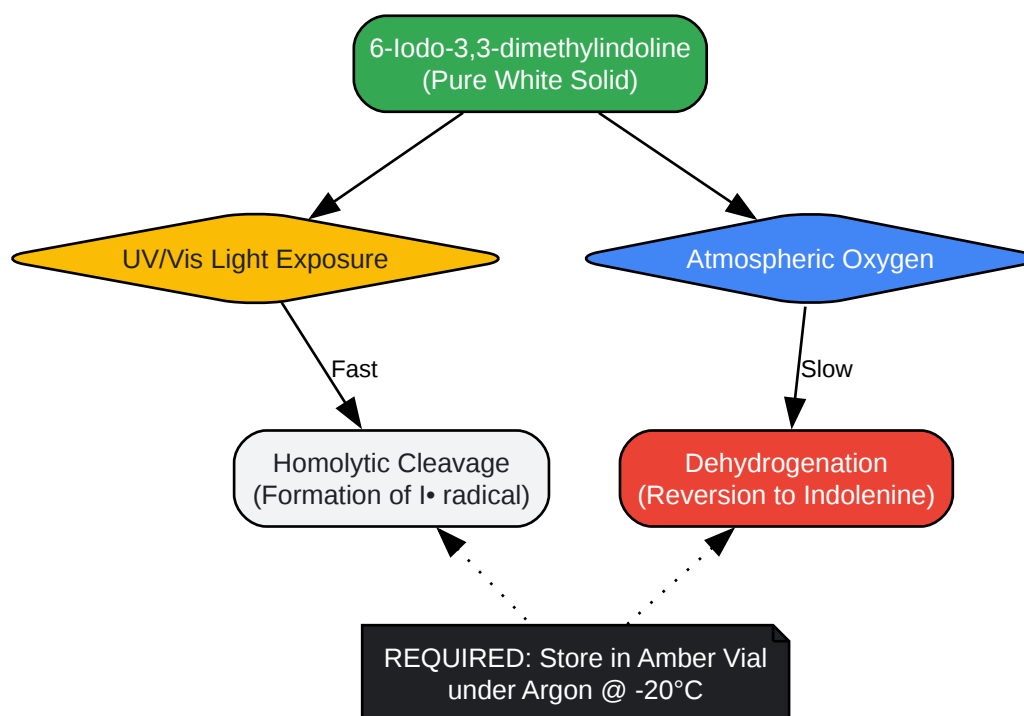 6-Iodo-3,3-dimethylindoline
(Pure White Solid)
UV/Vis Light Exposure
Atmospheric Oxygen
Fast
Slow
Homolytic Cleavage
(Formation of I• radical)
Dehydrogenation
(Reversion to Indolenine)
REQUIRED: Store in Amber Vial
under Argon @ -20°C